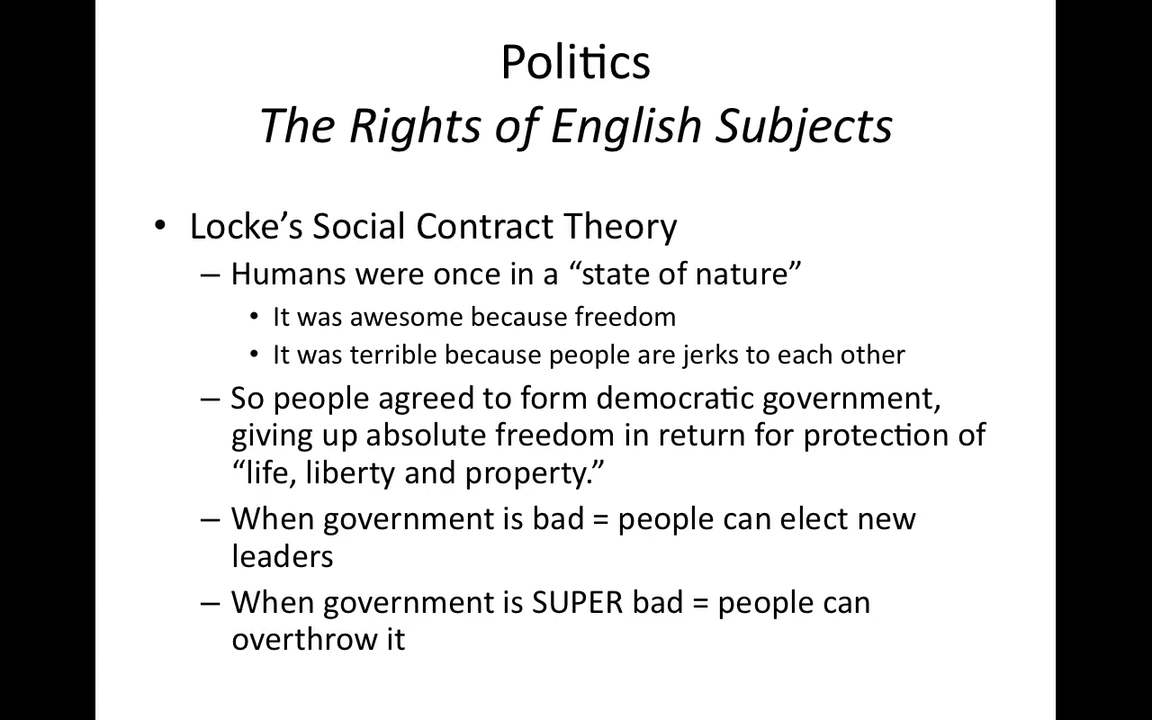 Politics
The Rights of English Subjects
• Locke’s Social Contract Theory
– Humans were once in a “state of nature”
• It was awesome because freedom
• It was terrible because people are jerks to each other
– So people agreed to form democratic government,
giving up absolute freedom in return for protection of
“life, liberty and property.”
– When government is bad = people can elect new
leaders
– When government is SUPER bad = people can
overthrow it